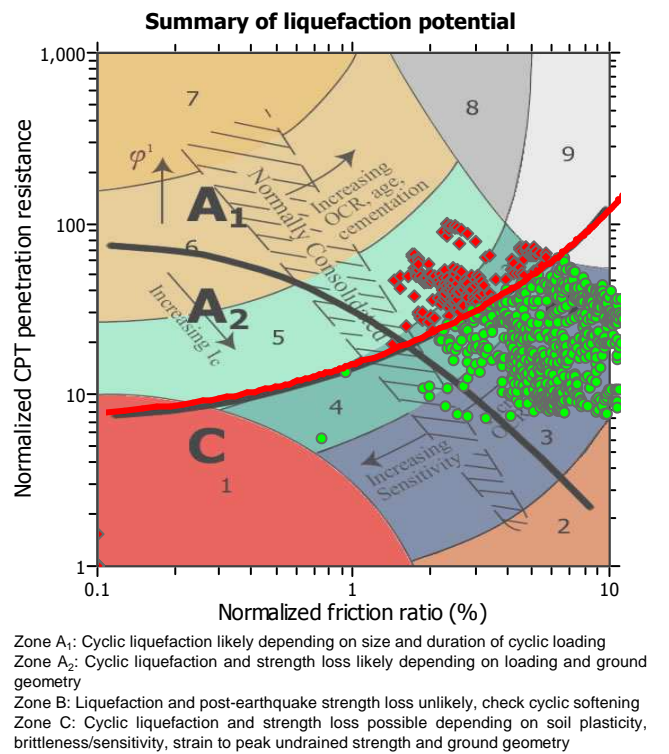 Summary of liquefaction potential
Normalized CPT penetration resistance
1,000
100
10
1
7
8
9
φ¹
A₁
Normally Consolidated
Increasing
OCR, age,
cementation
6
A₂
Increasing Ic
5
4
C
1
Increasing
Sensitivity
3
2
0.1
1
10
Normalized friction ratio (%)
Zone A₁: Cyclic liquefaction likely depending on size and duration of cyclic loading
Zone A₂: Cyclic liquefaction and strength loss likely depending on loading and ground
geometry
Zone B: Liquefaction and post-earthquake strength loss unlikely, check cyclic softening
Zone C: Cyclic liquefaction and strength loss possible depending on soil plasticity,
brittleness/sensitivity, strain to peak undrained strength and ground geometry